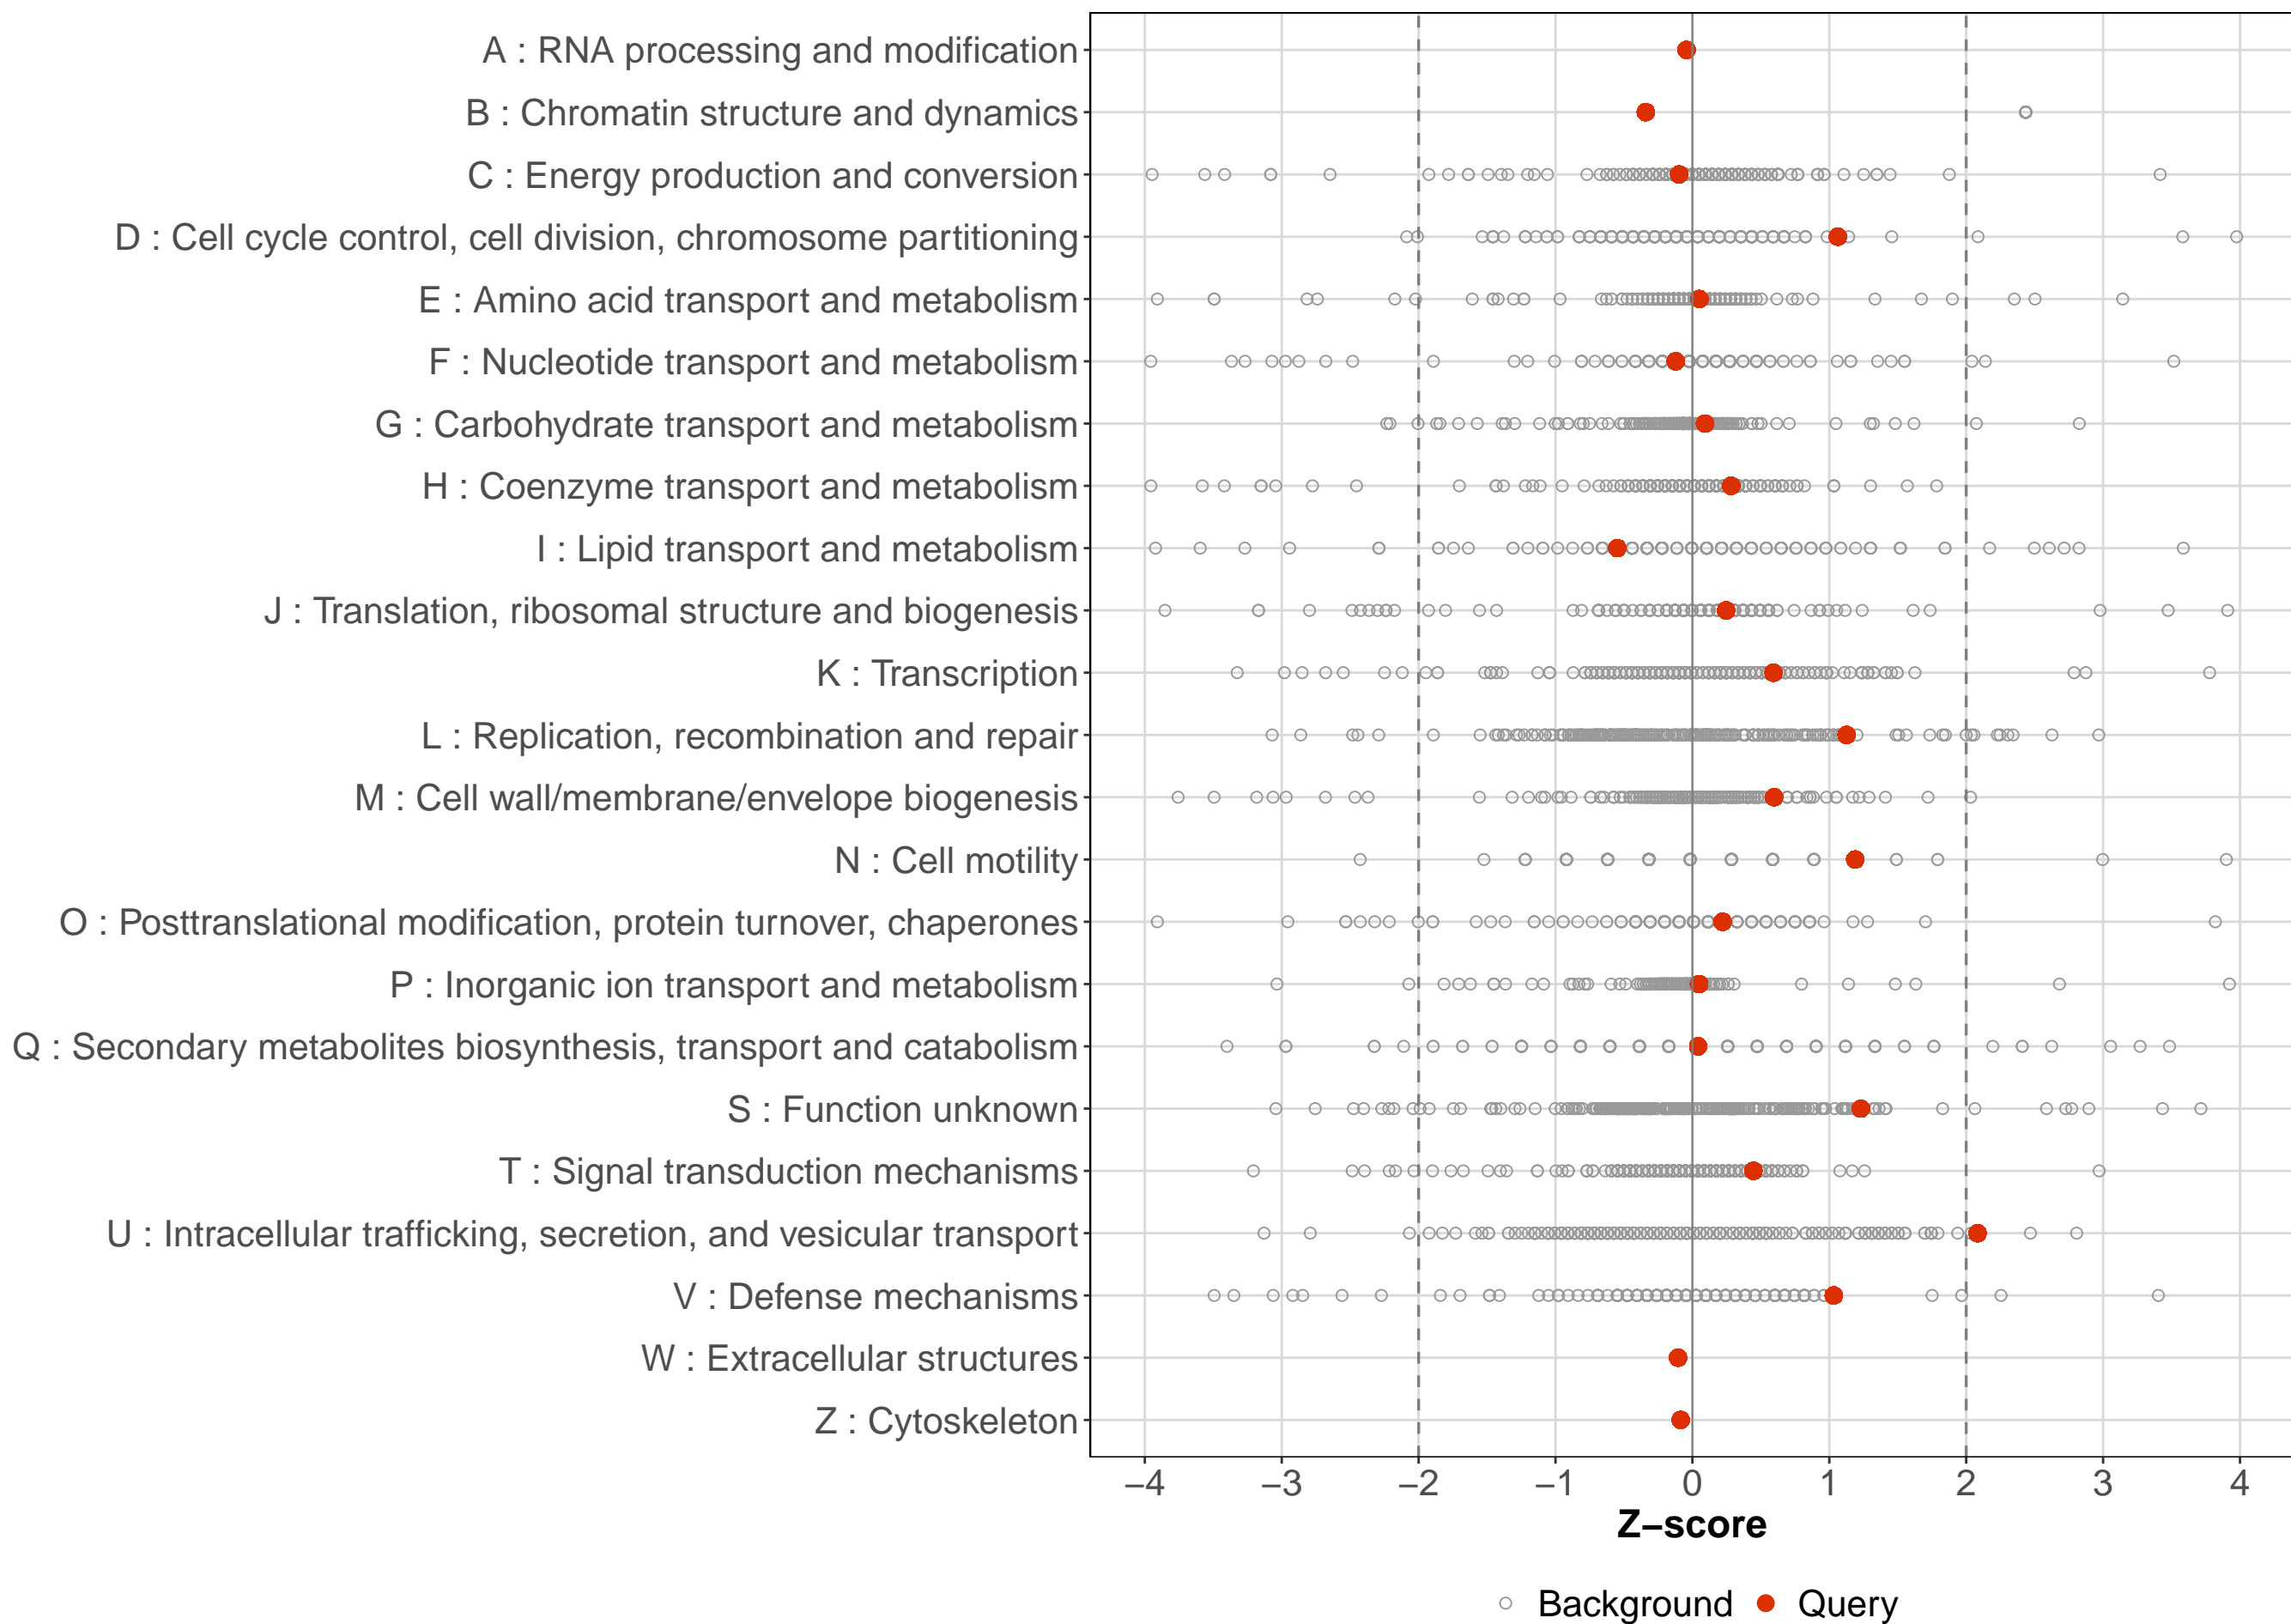 A : RNA processing and modification
B : Chromatin structure and dynamics
C : Energy production and conversion
D : Cell cycle control, cell division, chromosome partitioning
E : Amino acid transport and metabolism
F : Nucleotide transport and metabolism
G : Carbohydrate transport and metabolism
H : Coenzyme transport and metabolism
I : Lipid transport and metabolism
J : Translation, ribosomal structure and biogenesis
K : Transcription
L : Replication, recombination and repair
M : Cell wall/membrane/envelope biogenesis
N : Cell motility
O : Posttranslational modification, protein turnover, chaperones
P : Inorganic ion transport and metabolism
Q : Secondary metabolites biosynthesis, transport and catabolism
S : Function unknown
T : Signal transduction mechanisms
U : Intracellular trafficking, secretion, and vesicular transport
V : Defense mechanisms
W : Extracellular structures
Z : Cytoskeleton
−4 −3 −2 −1 0 1 2 3 4
Z−score
Background Query